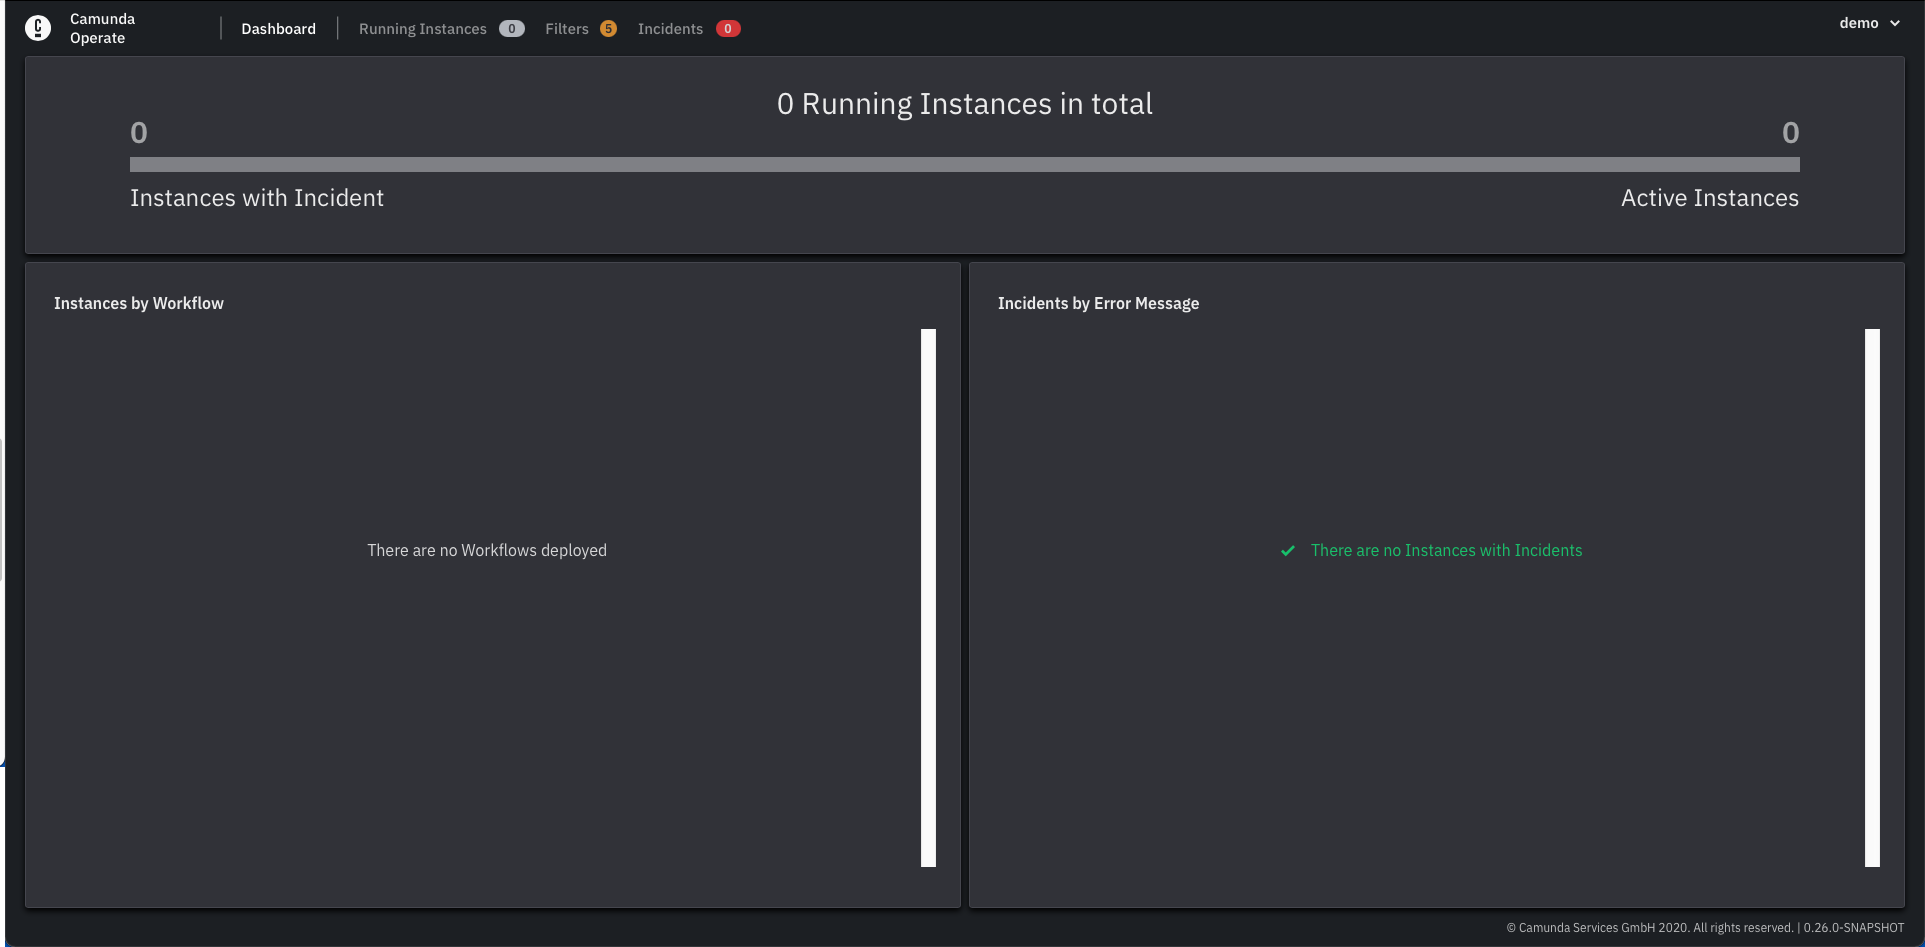 Camunda
Operate
Dashboard
Running Instances 0
Filters 5
Incidents 0
demo
0 Running Instances in total
0
0
Instances with Incident
Active Instances
Instances by Workflow
There are no Workflows deployed
Incidents by Error Message
There are no Instances with Incidents
© Camunda Services GmbH 2020. All rights reserved. | 0.26.0-SNAPSHOT